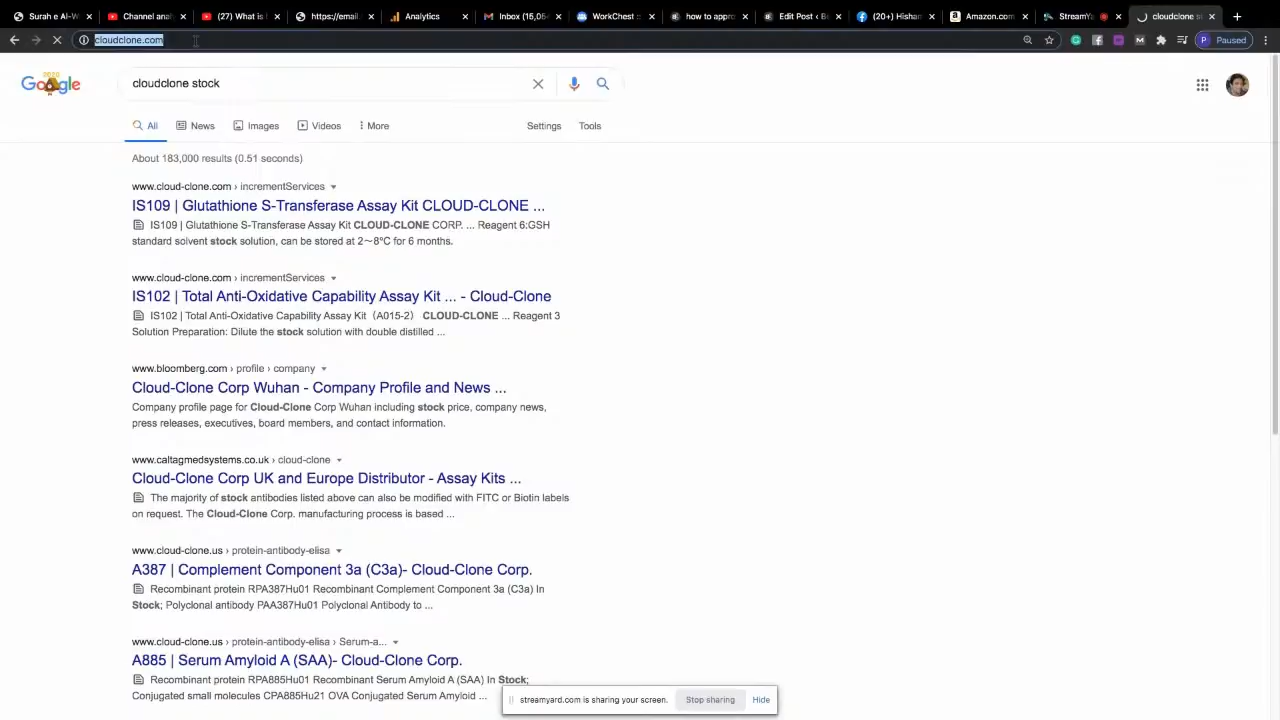 Surah e Al-W
Channel anal
(27) What is
https://email.
Analytics
Inbox (15,08
WorkChest
how to appro
Edit Post ‹ B
(20+) Hisham
Amazon.com
StreamYa
cloudclone s
cloudclone.com
P Paused
Google
cloudclone stock
All
News
Images
Videos
More
Settings
Tools
About 183,000 results (0.51 seconds)
www.cloud-clone.com › incrementServices
IS109 | Glutathione S-Transferase Assay Kit CLOUD-CLONE ...
IS109 | Glutathione S-Transferase Assay Kit CLOUD-CLONE CORP. ... Reagent 6:GSH
standard solvent stock solution, can be stored at 2～8℃ for 6 months.
www.cloud-clone.com › incrementServices
IS102 | Total Anti-Oxidative Capability Assay Kit ... - Cloud-Clone
IS102 | Total Anti-Oxidative Capability Assay Kit（A015-2） CLOUD-CLONE ... Reagent 3
Solution Preparation: Dilute the stock solution with double distilled ...
www.bloomberg.com › profile › company
Cloud-Clone Corp Wuhan - Company Profile and News ...
Company profile page for Cloud-Clone Corp Wuhan including stock price, company news,
press releases, executives, board members, and contact information.
www.caltagmedsystems.co.uk › cloud-clone
Cloud-Clone Corp UK and Europe Distributor - Assay Kits ...
The majority of stock antibodies listed above can also be modified with FITC or Biotin labels
on request. The Cloud-Clone Corp. manufacturing process is based ...
www.cloud-clone.us › protein-antibody-elisa
A387 | Complement Component 3a (C3a)- Cloud-Clone Corp.
Recombinant protein RPA387Hu01 Recombinant Complement Component 3a (C3a) In
Stock; Polyclonal antibody PAA387Hu01 Polyclonal Antibody to ...
www.cloud-clone.us › protein-antibody-elisa › Serum-a...
A885 | Serum Amyloid A (SAA)- Cloud-Clone Corp.
Recombinant protein RPA885Hu01 Recombinant Serum Amyloid A (SAA) In Stock;
Conjugated small molecules CPA885Hu21 OVA Conjugated Serum Amyloid ...
streamyard.com is sharing your screen.
Stop sharing
Hide